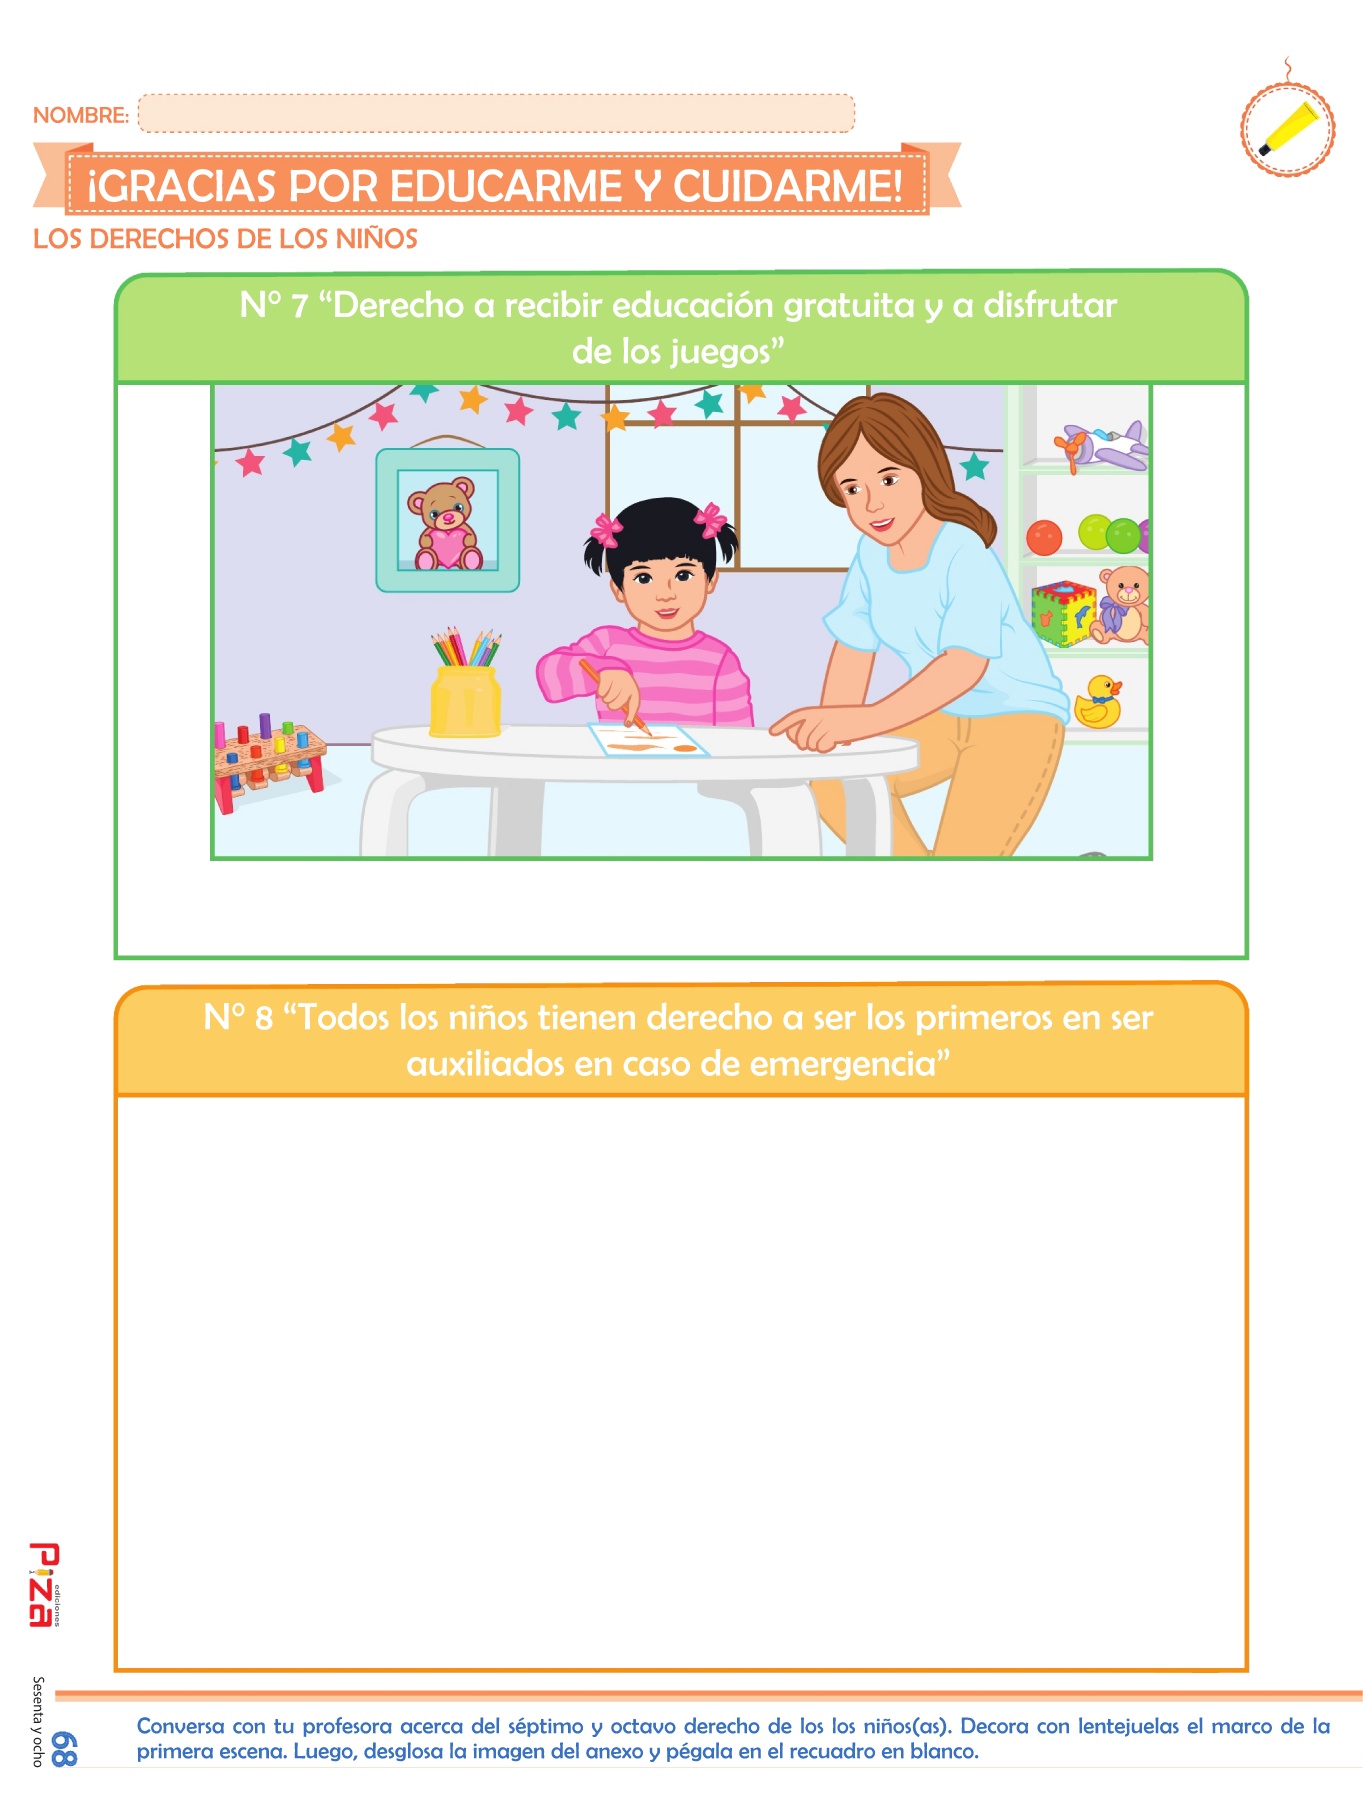 NOMBRE:
¡GRACIAS POR EDUCARME Y CUIDARME!
LOS DERECHOS DE LOS NIÑOS
Nº 7 “Derecho a recibir educación gratuita y a disfrutar
de los juegos”
Nº 8 “Todos los niños tienen derecho a ser los primeros en ser
auxiliados en caso de emergencia”
Piza
ediciones
Sesenta y ocho
68
Conversa con tu profesora acerca del séptimo y octavo derecho de los los niños(as). Decora con lentejuelas el marco de la
primera escena. Luego, desglosa la imagen del anexo y pégala en el recuadro en blanco.